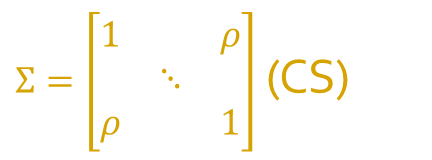 Σ = [1 ρ
⋱
ρ 1] (CS)